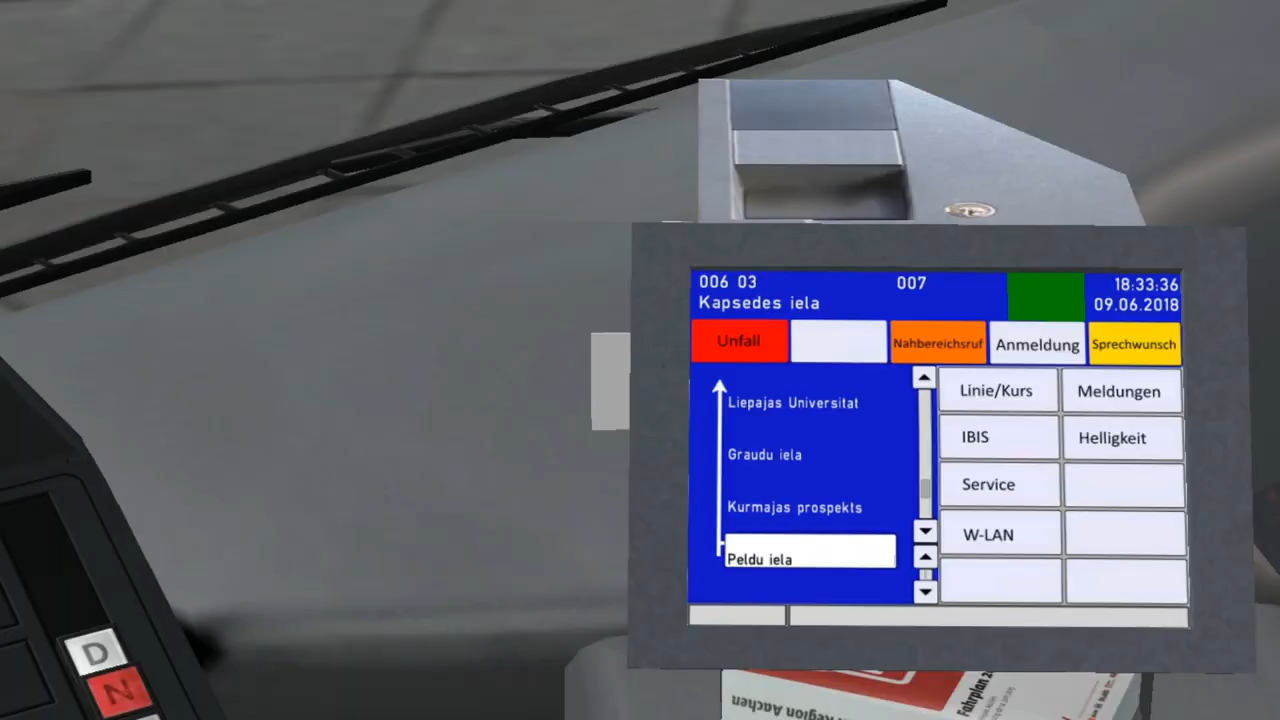 006 03
007
18:33:36
Kapsedes iela
09.06.2018
Unfall
Nahbereichsruf
Anmeldung
Sprechwunsch
Liepajas Universitat
Graudu iela
Kurmajas prospekts
Peldu iela
Linie/Kurs
Meldungen
IBIS
Helligkeit
Service
W-LAN
D
N
Fahrplan
Region Aachen